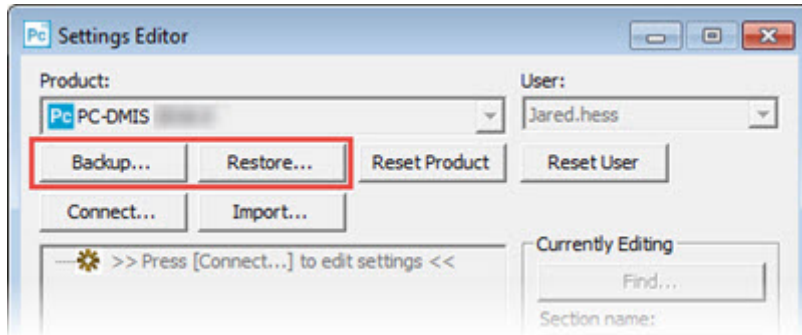 Pc Settings Editor
Product: User:
Pc PC-DMIS Jared.hess
Backup... Restore... Reset Product Reset User
Connect... Import...
>> Press [Connect...] to edit settings << Currently Editing
Find...
Section name: